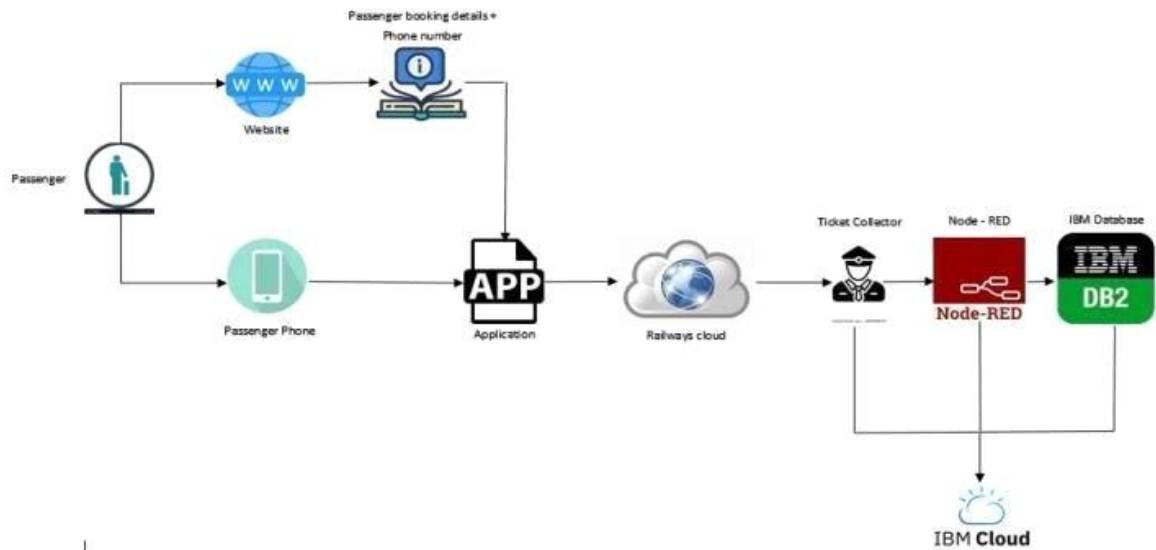 Passenger booking details +
Phone number
WWW
Website
Passenger
Ticket Collector
Node - RED
IBM Database
APP
IBM
DB2
Node-RED
Passenger Phone
Application
Railways cloud
IBM Cloud